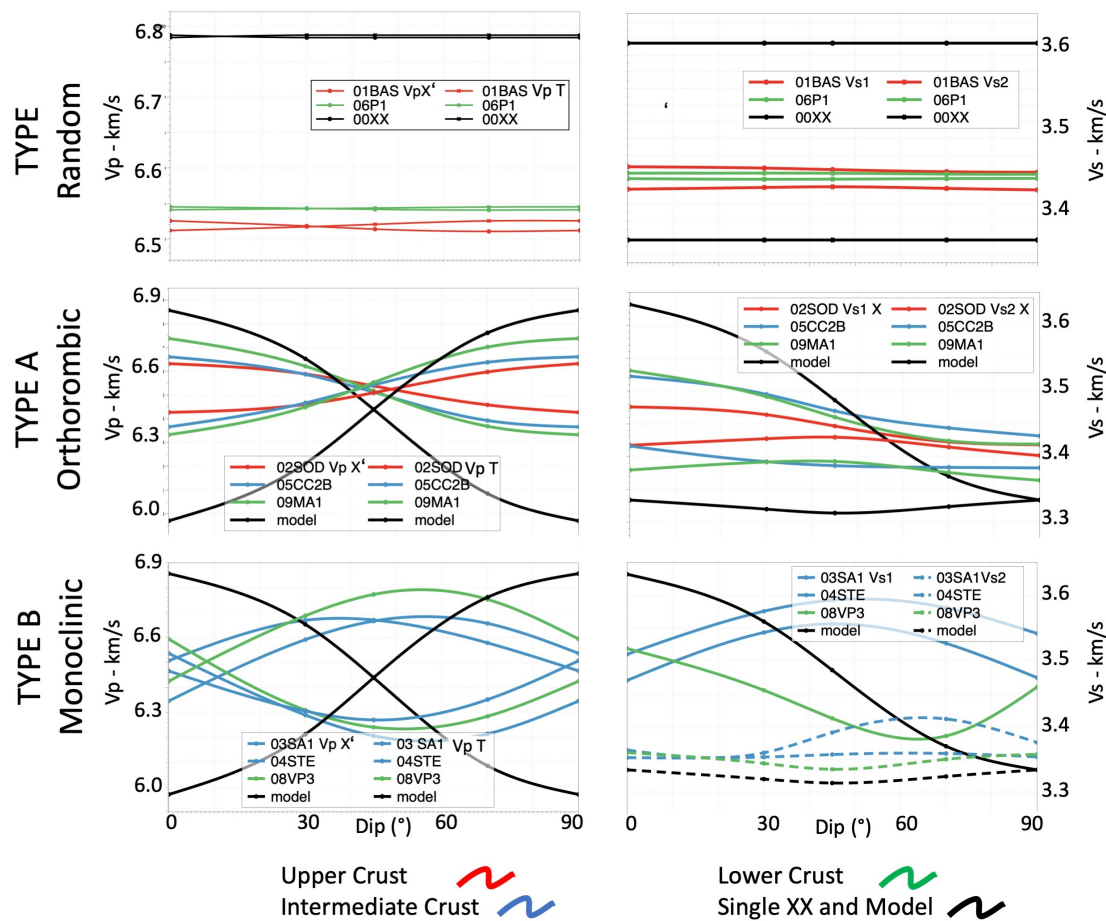 TYPE
Random
Vp - km/s
6.8
6.7
6.6
6.5
01BAS VpX‘ 01BAS Vp T
06P1 06P1
00XX 00XX
01BAS Vs1 01BAS Vs2
06P1 06P1
00XX 00XX
‘
3.6
3.5
3.4
Vs - km/s
TYPE A
Orthorombic
Vp - km/s
6.9
6.6
6.3
6.0
02SOD Vp X‘ 02SOD Vp T
05CC2B 05CC2B
09MA1 09MA1
model model
02SOD Vs1 X 02SOD Vs2 X
05CC2B 05CC2B
09MA1 09MA1
model model
3.6
3.5
3.4
3.3
Vs - km/s
TYPE B
Monoclinic
Vp - km/s
6.9
6.6
6.3
6.0
03SA1 Vp X‘ 03 SA1 Vp T
04STE 04STE
08VP3 08VP3
model model
03SA1 Vs1 03SA1Vs2
04STE 04STE
08VP3 08VP3
model model
3.6
3.5
3.4
3.3
Vs - km/s
0 30 60 90
Dip (°)
0 30 60 90
Dip (°)
Upper Crust
Intermediate Crust
Lower Crust
Single XX and Model